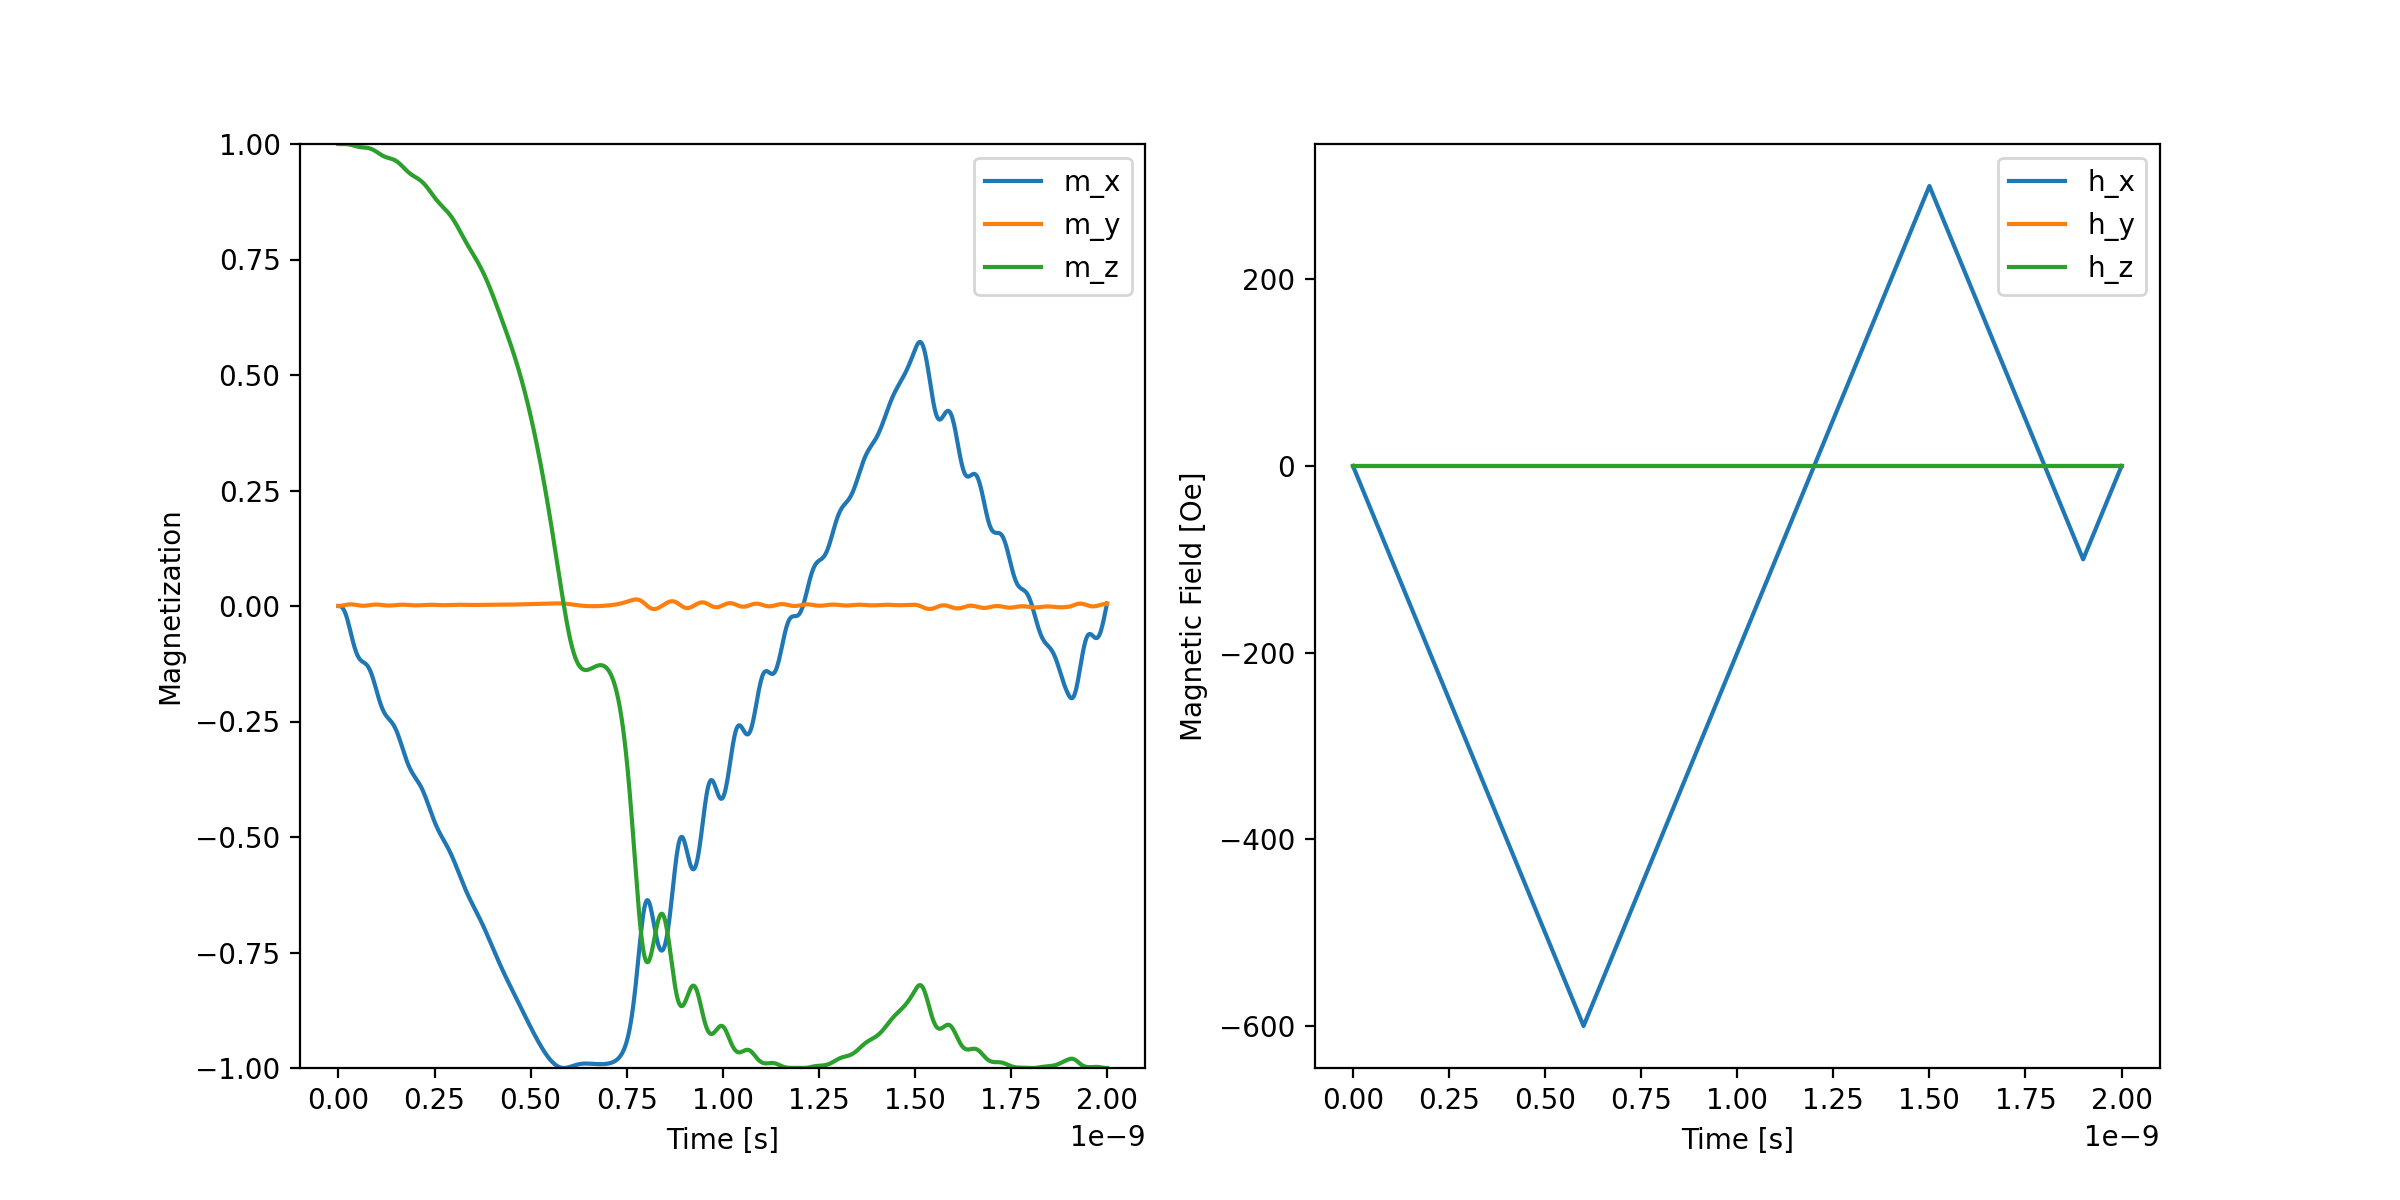 1.00
0.75
0.50
0.25
0.00
−0.25
−0.50
−0.75
−1.00
Magnetization
0.00 0.25 0.50 0.75 1.00 1.25 1.50 1.75 2.00
Time [s]
1e−9
m_x
m_y
m_z
200
0
−200
−400
−600
Magnetic Field [Oe]
0.00 0.25 0.50 0.75 1.00 1.25 1.50 1.75 2.00
Time [s]
1e−9
h_x
h_y
h_z